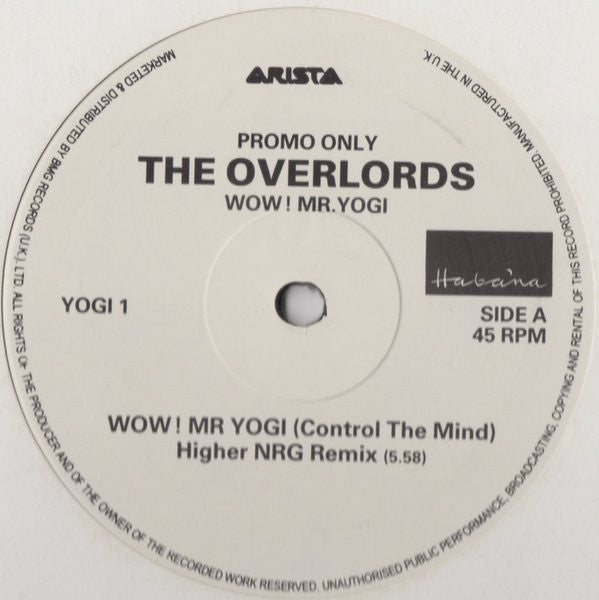 ARISTA
PROMO ONLY
THE OVERLORDS
WOW! MR.YOGI
Habana
YOGI 1
SIDE A
45 RPM
WOW! MR YOGI (Control The Mind)
Higher NRG Remix (5.58)
MARKETED & DISTRIBUTED BY BMG RECORDS (U.K.), LTD. ALL RIGHTS OF THE PRODUCER AND OF THE OWNER OF THE RECORDED WORK RESERVED. UNAUTHORISED PUBLIC PERFORMANCE, BROADCASTING, COPYING AND RENTAL OF THIS RECORD PROHIBITED. MANUFACTURED IN THE U.K.